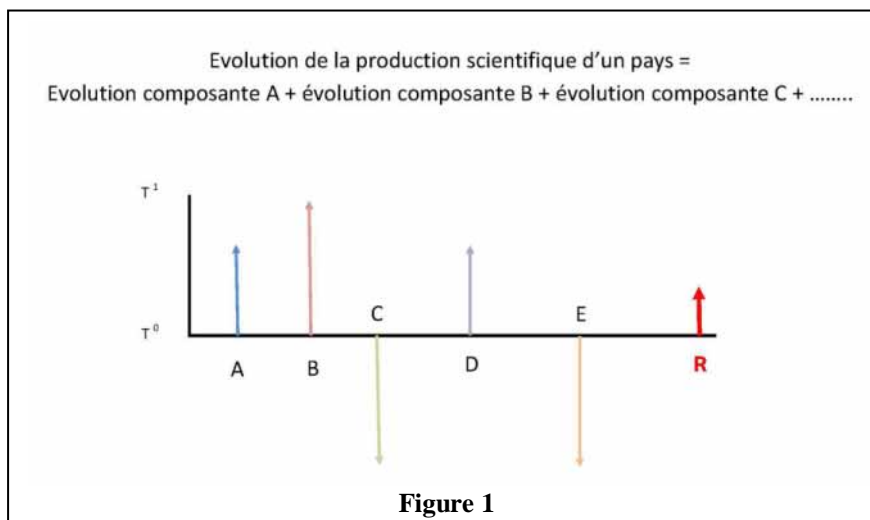 Evolution de la production scientifique d'un pays =
Evolution composante A + évolution composante B + évolution composante C + ........
T¹
C
E
T⁰
A
B
D
R
Figure 1